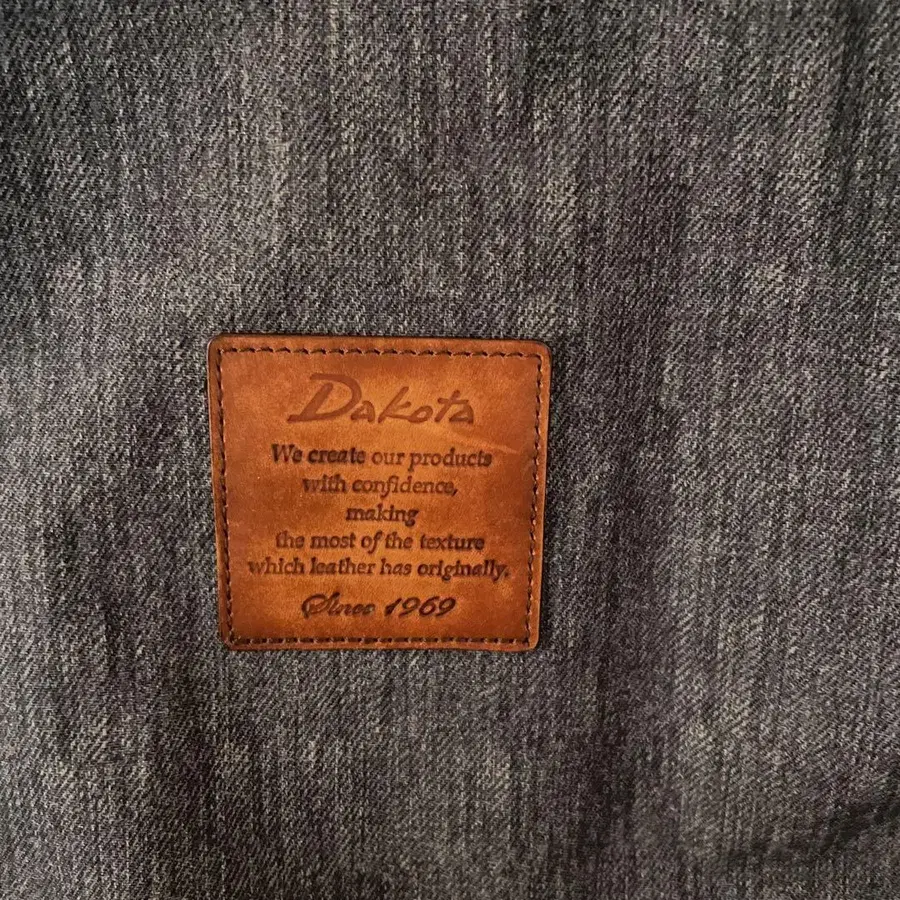 Dakota
We create our products
with confidence,
making
the most of the texture
which leather has originally.
Since 1969